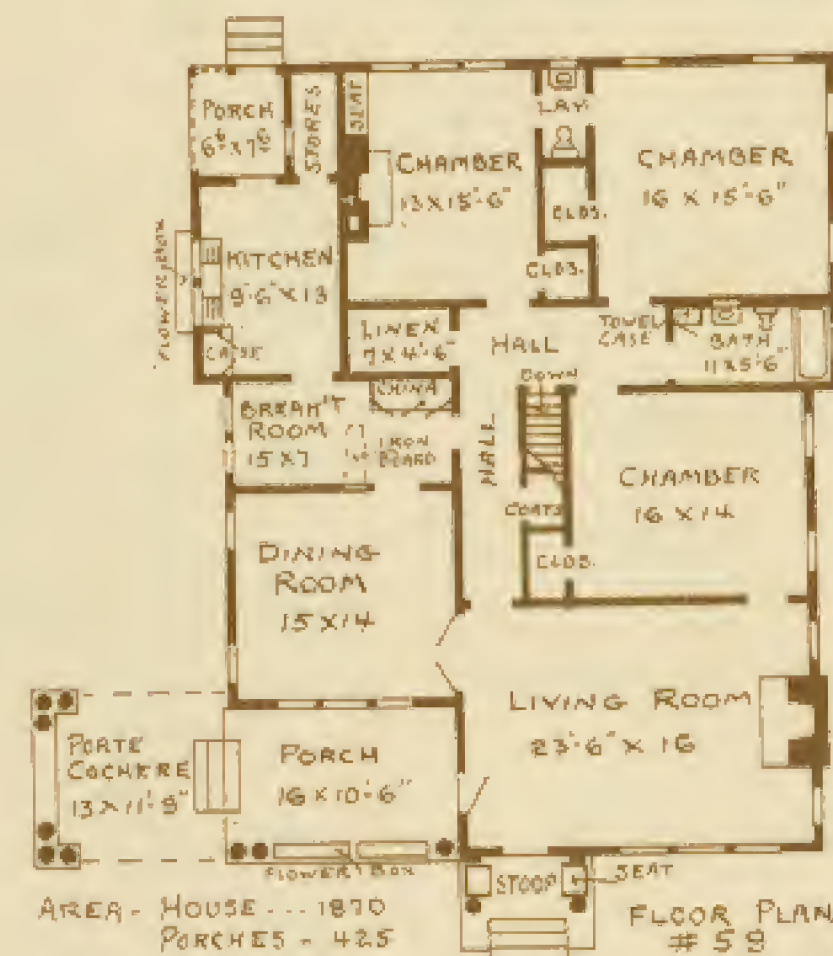 PORCH
6'6" X 7'6"
STORES
SEAT
CHAMBER
13 X 15'-6"
LAV.
CLOS.
CLOS.
CHAMBER
16 X 15'-6"
FLOWER BOX
KITCHEN
9'-6" X 13
CASE
LINEN
7 X 4'-6"
HALL
TOWEL
CASE
BATH
11 X 5'-6"
DOWN
CHINA
BREAK'T
ROOM
15 X 7
IRON
BOARD
HALL
COATS
CLOS.
CHAMBER
16 X 14
DINING
ROOM
15 X 14
LIVING ROOM
23'-6" X 16
PORTE
COCHERE
13 X 11'-9"
PORCH
16 X 10'-6"
FLOWER BOX
STOOP
SEAT
AREA - HOUSE --- 1870
PORCHES - 425
FLOOR PLAN
# 59